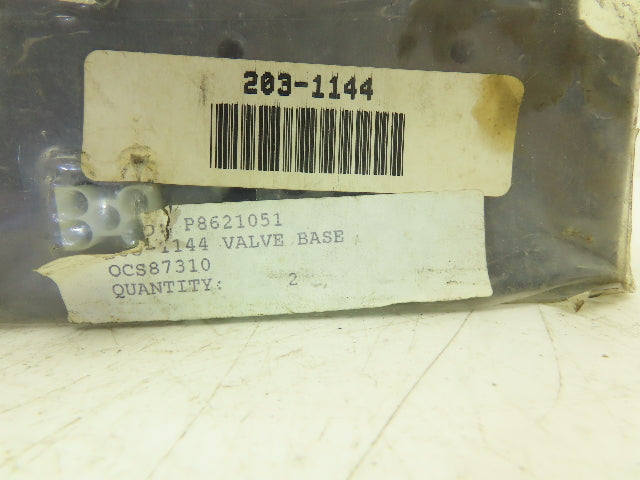 203-1144
P8621051
1144 VALVE BASE
OCS87310
QUANTITY: 2